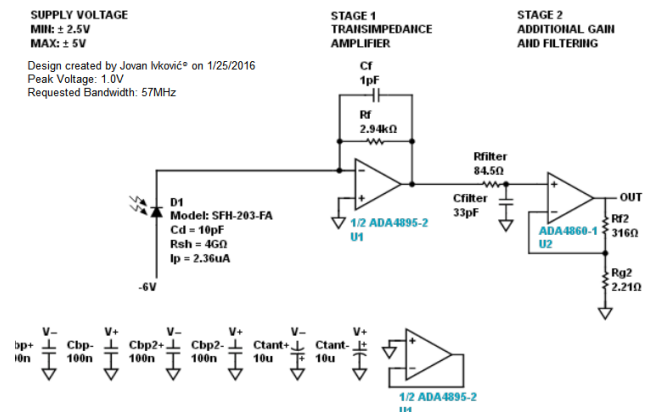 SUPPLY VOLTAGE
MIN: ± 2.5V
MAX: ± 5V
Design created by Jovan Ivković® on 1/25/2016
Peak Voltage: 1.0V
Requested Bandwidth: 57MHz
STAGE 1
TRANSIMPEDANCE
AMPLIFIER
STAGE 2
ADDITIONAL GAIN
AND FILTERING
Cf
1pF
Rf
2.94kΩ
−
+
1/2 ADA4895-2
U1
Rfilter
84.5Ω
Cfilter
33pF
+
−
ADA4860-1
U2
OUT
Rf2
316Ω
Rg2
2.21Ω
D1
Model: SFH-203-FA
Cd = 10pF
Rsh = 4GΩ
Ip = 2.36uA
-6V
V− V+ V− V+ V− V+
bp+ Cbp- Cbp2+ Cbp2- Ctant+ Ctant-
00n 100n 100n 100n 10u 10u
+
+
+
−
1/2 ADA4895-2
U1